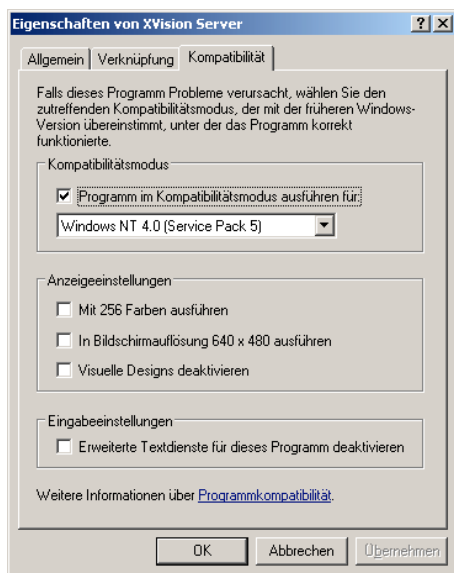 Eigenschaften von XVision Server
Allgemein Verknüpfung Kompatibilität
Falls dieses Programm Probleme verursacht, wählen Sie den
zutreffenden Kompatibilitätsmodus, der mit der früheren Windows-
Version übereinstimmt, unter der das Programm korrekt
funktionierte.
Kompatibilitätsmodus
Programm im Kompatibilitätsmodus ausführen für:
Windows NT 4.0 (Service Pack 5)
Anzeigeeinstellungen
Mit 256 Farben ausführen
In Bildschirmauflösung 640 x 480 ausführen
Visuelle Designs deaktivieren
Eingabeeinstellungen
Erweiterte Textdienste für dieses Programm deaktivieren
Weitere Informationen über Programmkompatibilität.
OK Abbrechen Übernehmen